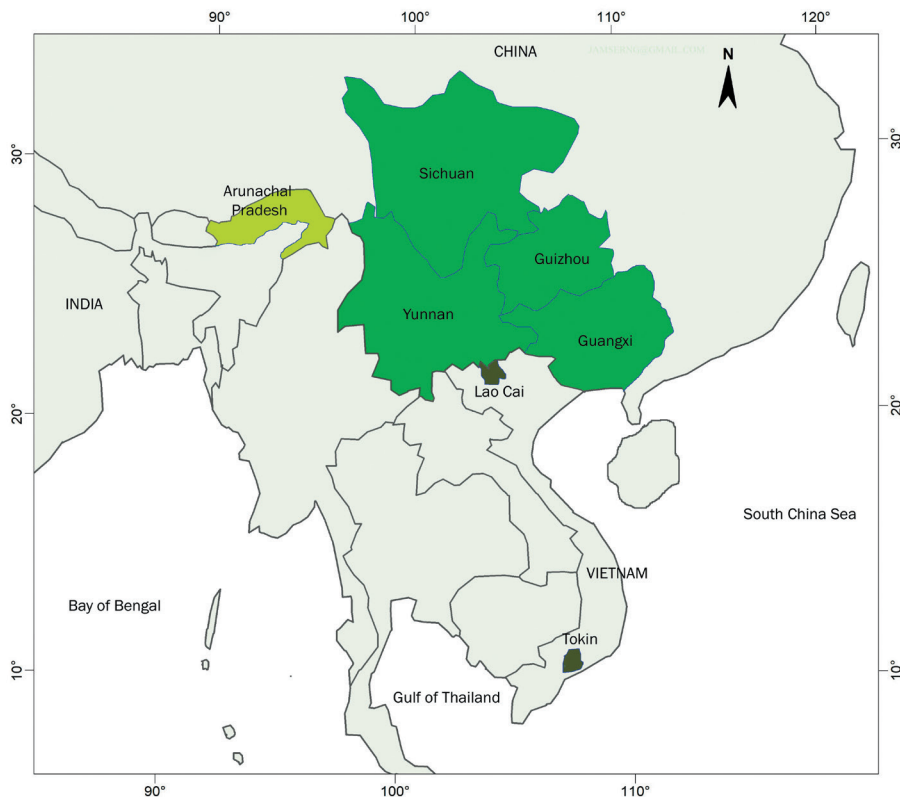 90°
100°
110°
120°
CHINA
N
30°
30°
Sichuan
Arunachal
Pradesh
Guizhou
INDIA
Yunnan
Guangxi
Lao Cai
20°
20°
South China Sea
VIETNAM
Bay of Bengal
Tokin
10°
10°
Gulf of Thailand
90°
100°
110°